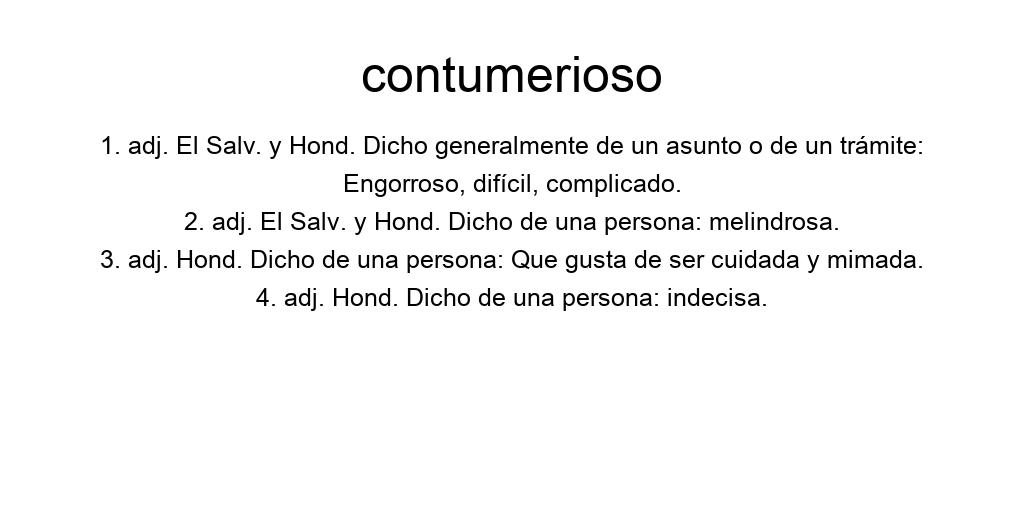 contumerioso
1. adj. El Salv. y Hond. Dicho generalmente de un asunto o de un trámite:
Engorroso, difícil, complicado.
2. adj. El Salv. y Hond. Dicho de una persona: melindrosa.
3. adj. Hond. Dicho de una persona: Que gusta de ser cuidada y mimada.
4. adj. Hond. Dicho de una persona: indecisa.